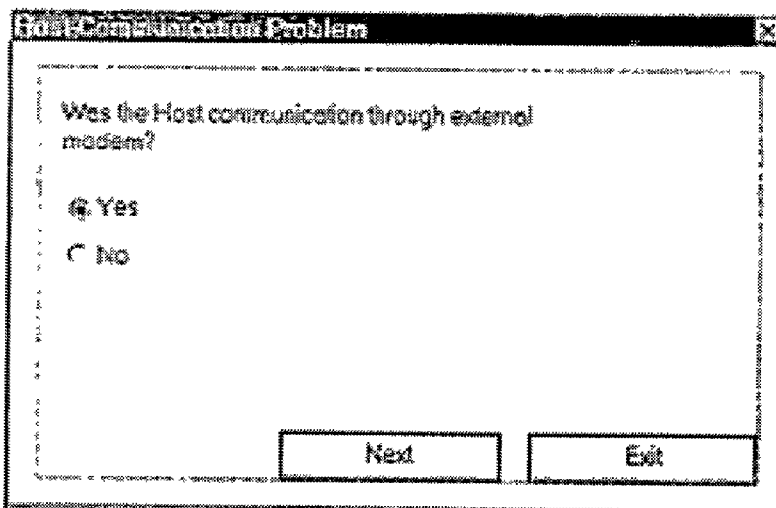 Host Communication Problem
Was the Host communication through external
modem?
Yes
No
Next
Exit